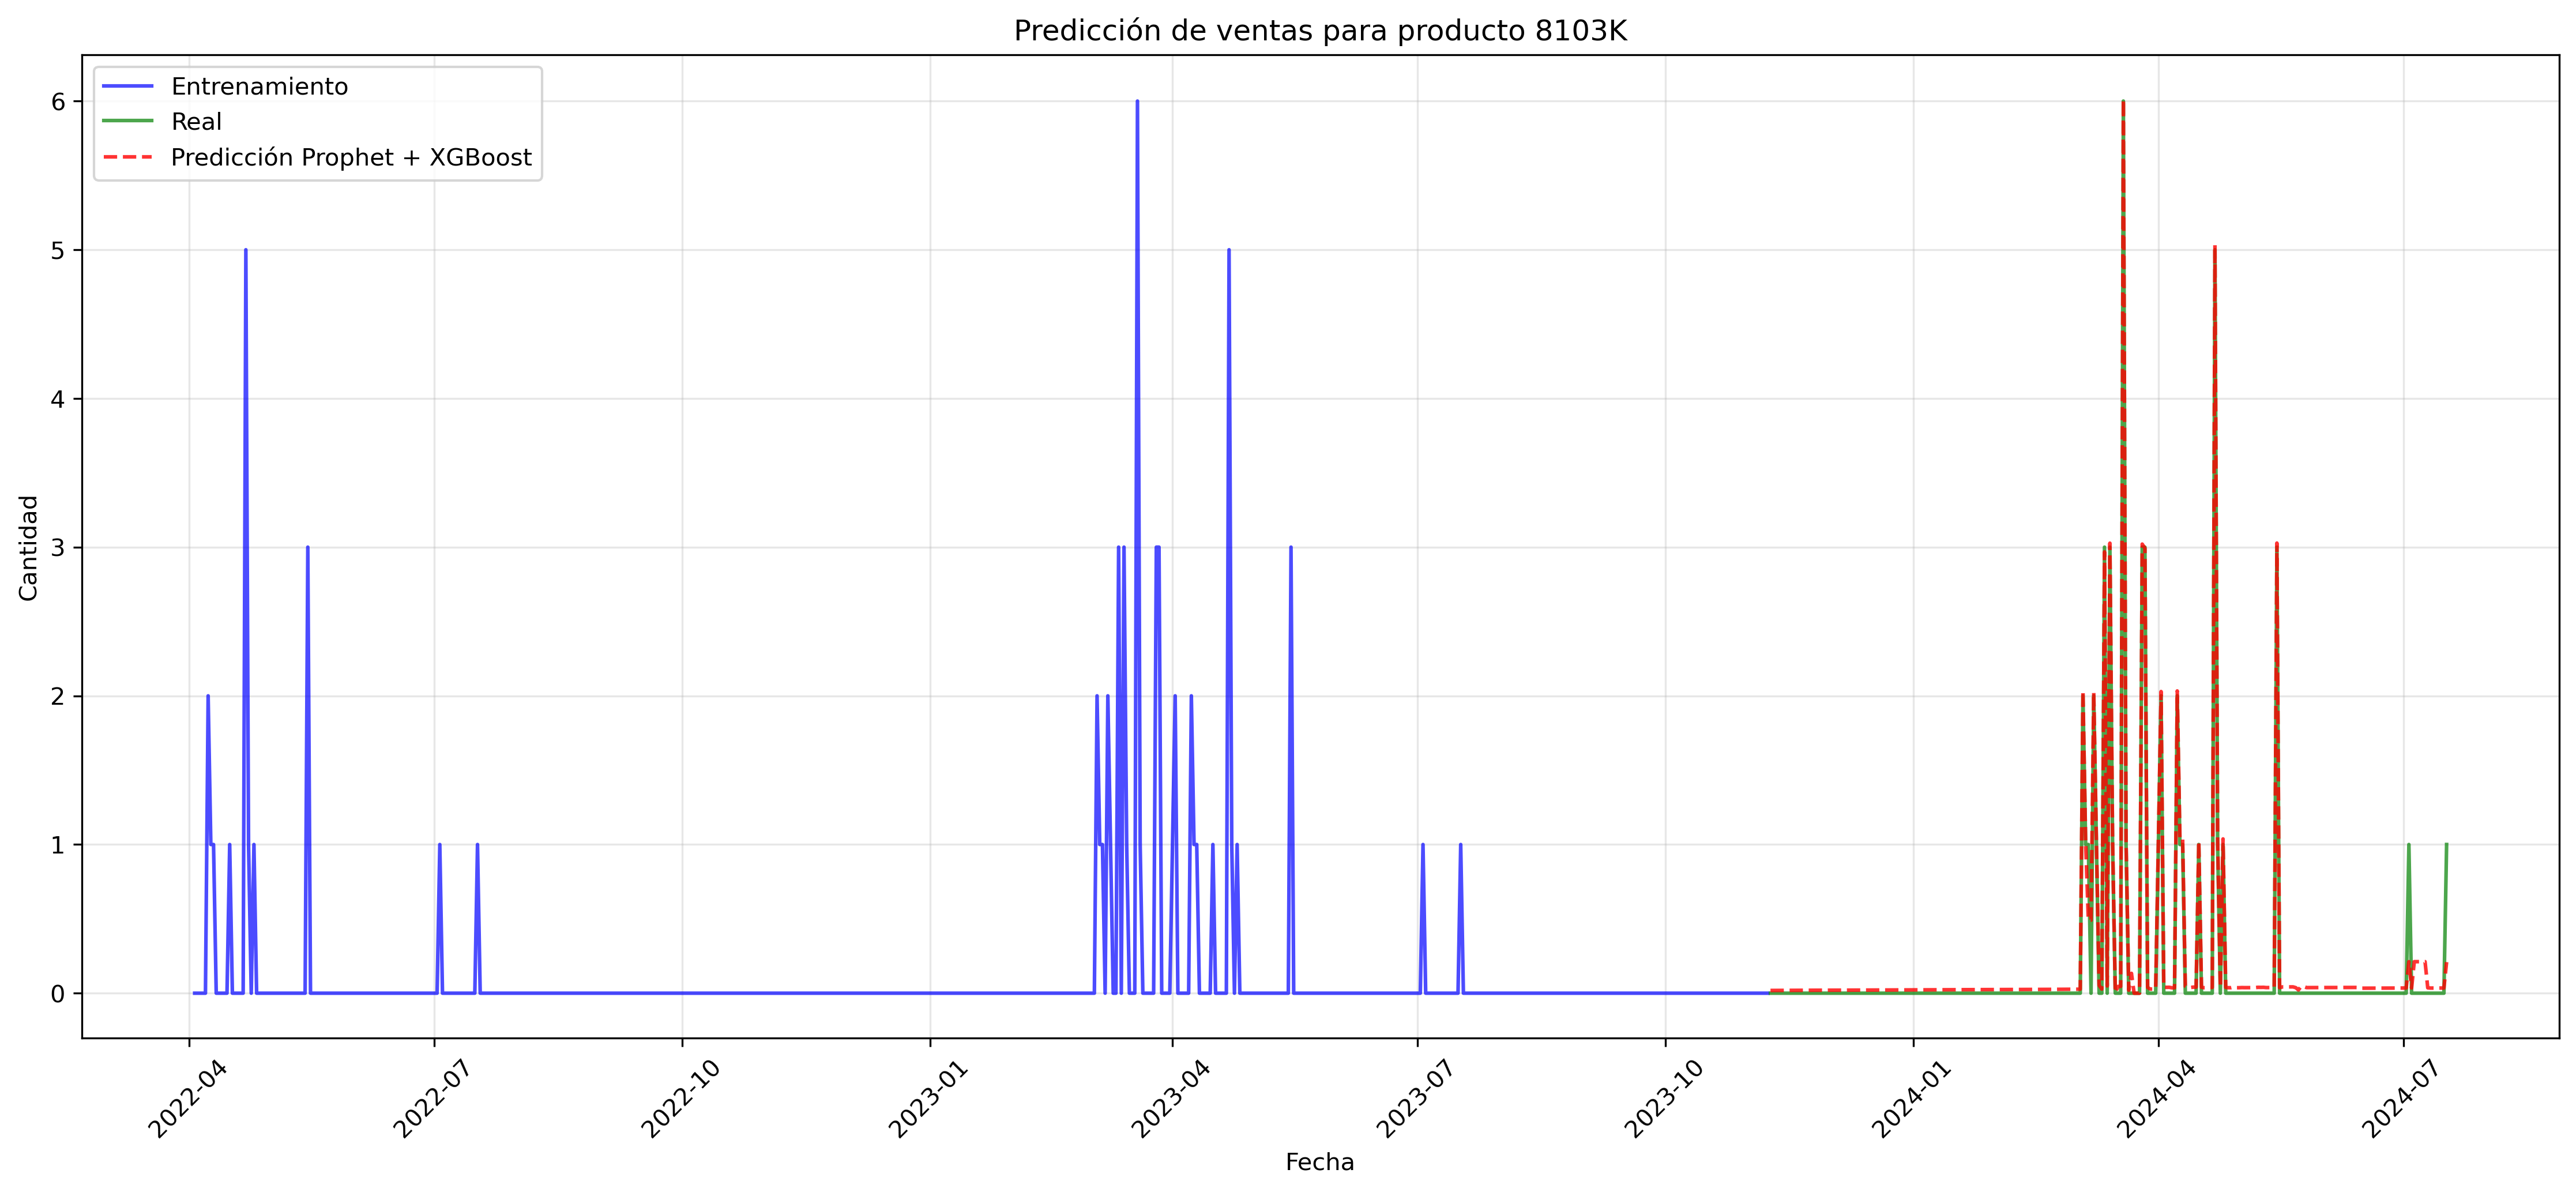 Predicción de ventas para producto 8103K
Entrenamiento
Real
Predicción Prophet + XGBoost
6
5
4
3
2
1
0
Cantidad
2022-04
2022-07
2022-10
2023-01
2023-04
2023-07
2023-10
2024-01
2024-04
2024-07
Fecha